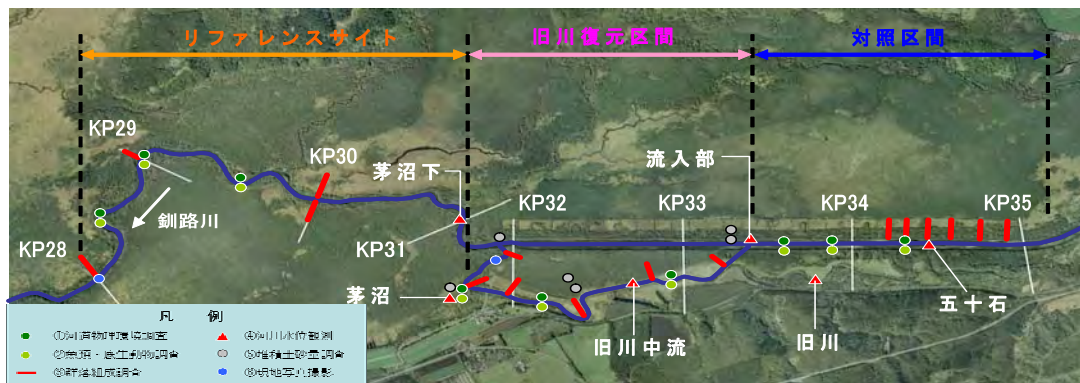 リファレンスサイト
旧川復元区間
対照区間
KP29
KP30
茅沼下
流入部
KP32
KP33
KP34
KP35
釧路川
KP31
KP28
茅沼
旧川中流
旧川
五十石
凡 例
①河道物理環境調査
②魚類・底生動物調査
③群落組成調査
④河川水位観測
⑤堆積土砂量調査
⑥現地写真撮影